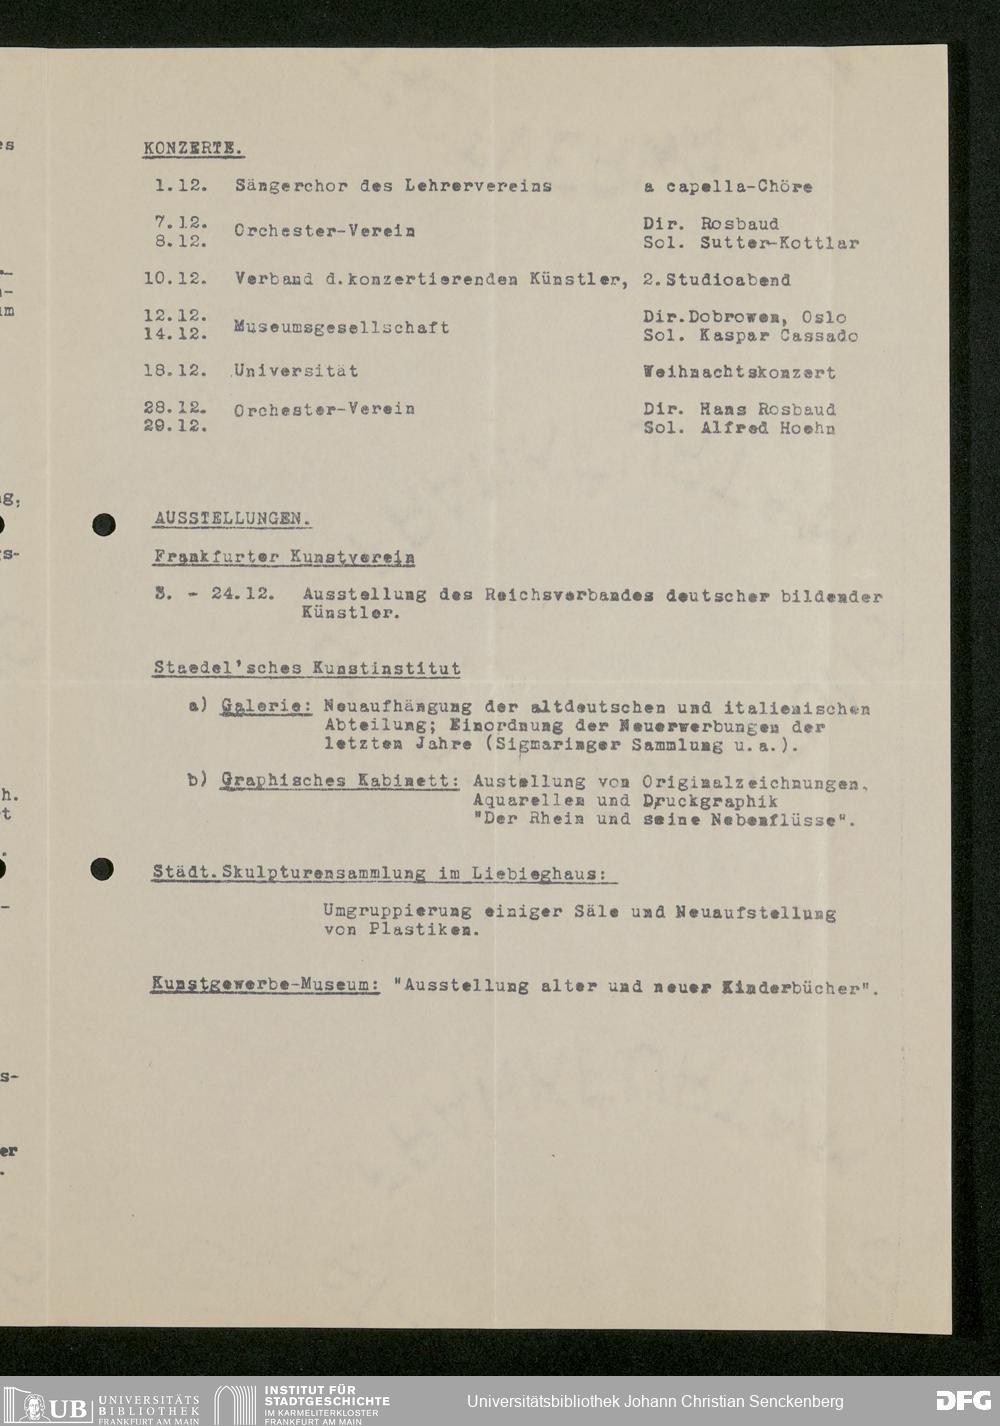 KONZERTE.
1.12. Sängerchor des Lehrervereins a capella-Chöre
7.12. Dir. Rosbaud
Orchester-Verein
8.12. Sol. Sutter-Kottlar
10.12. Verband d.konzertierenden Künstler, 2.Studioabend
12.12. Dir.Dobrowen, Oslo
Museumsgesellschaft
14.12. Sol. Kaspar Cassado
18.12. Universität Weihnachtskonzert
28.12. Orchester-Verein Dir. Hans Rosbaud
29.12. Sol. Alfred Hoehn
AUSSTELLUNGEN.
Frankfurter Kunstverein
3. - 24.12. Ausstellung des Reichsverbandes deutscher bildender
Künstler.
Staedel'sches Kunstinstitut
a) Galerie: Neuaufhängung der altdeutschen und italienischen
Abteilung; Einordnung der Neuerwerbungen der
letzten Jahre (Sigmaringer Sammlung u.a.).
b) Graphisches Kabinett: Austellung von Originalzeichnungen,
Aquarellen und Druckgraphik
"Der Rhein und seine Nebenflüsse".
Städt.Skulpturensammlung im Liebieghaus:
Umgruppierung einiger Säle und Neuaufstellung
von Plastiken.
Kunstgewerbe-Museum: "Ausstellung alter und neuer Kinderbücher".
UB UNIVERSITÄTS
BIBLIOTHEK
FRANKFURT AM MAIN
INSTITUT FÜR
STADTGESCHICHTE
IM KARMELITERKLOSTER
FRANKFURT AM MAIN
Universitätsbibliothek Johann Christian Senckenberg
DFG